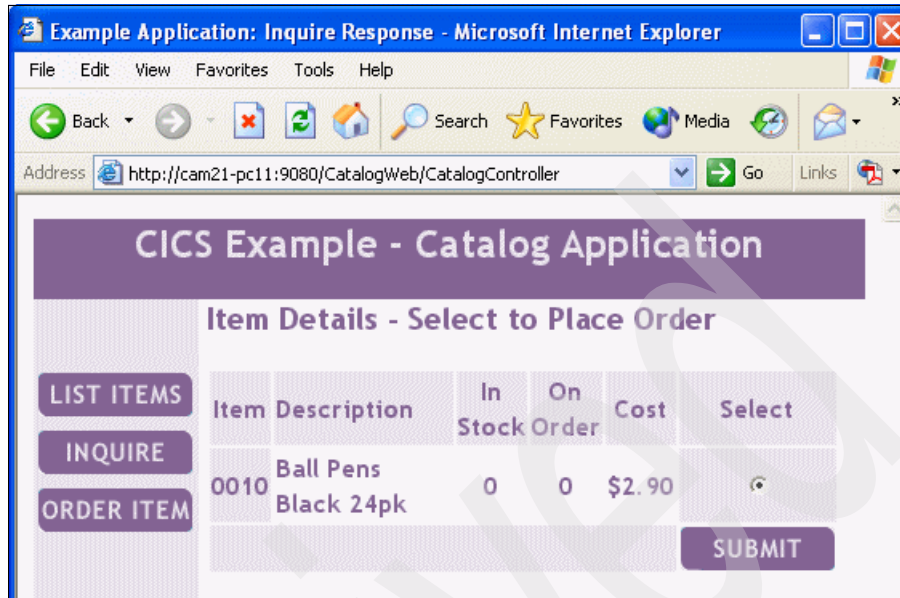 Example Application: Inquire Response - Microsoft Internet Explorer
File Edit View Favorites Tools Help
Back Search Favorites Media »
Address http://cam21-pc11:9080/CatalogWeb/CatalogController Go Links
CICS Example - Catalog Application
Item Details - Select to Place Order
LIST ITEMS
INQUIRE
ORDER ITEM
Item Description In Stock On Order Cost Select
0010 Ball Pens Black 24pk 0 0 $2.90
SUBMIT